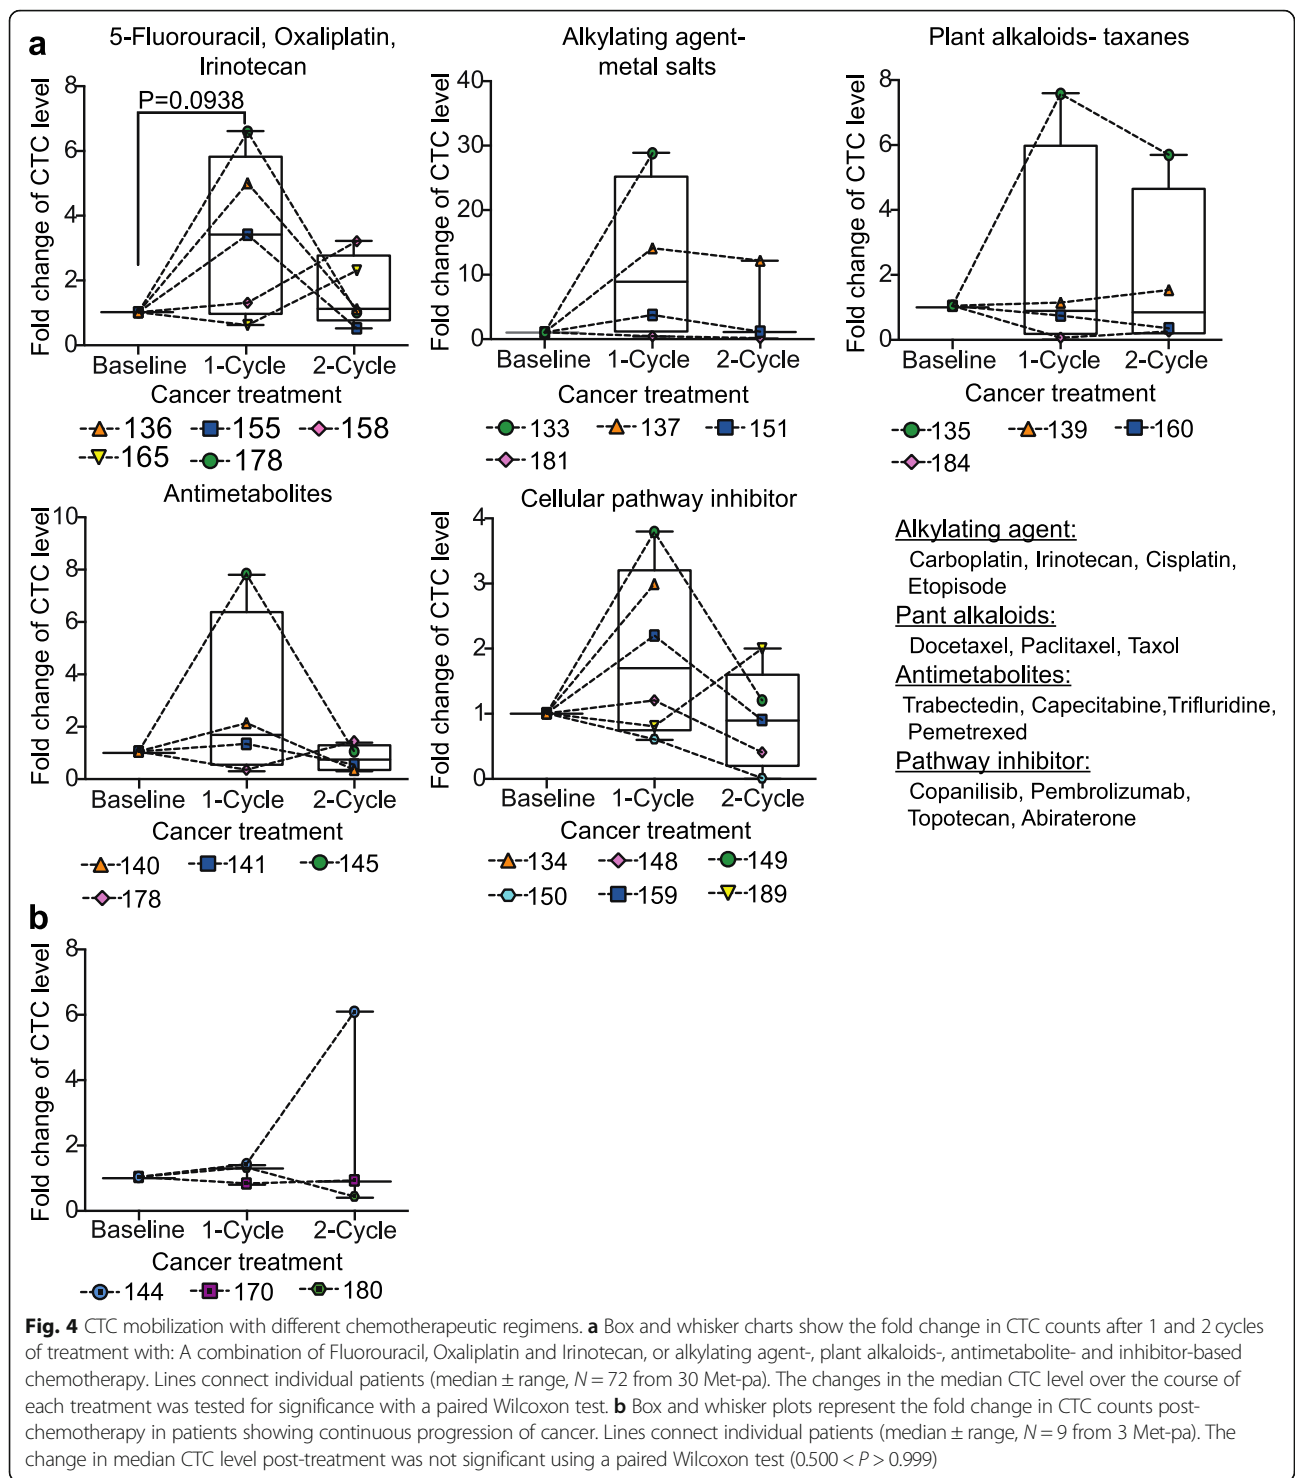 a
5-Fluorouracil, Oxaliplatin,
Irinotecan
Fold change of CTC level
8
6
4
2
0
P=0.0938
Baseline 1-Cycle 2-Cycle
Cancer treatment
136 155 158
165 178
Alkylating agent-
metal salts
Fold change of CTC level
40
30
20
10
0
Baseline 1-Cycle 2-Cycle
Cancer treatment
133 137 151
181
Plant alkaloids- taxanes
Fold change of CTC level
8
6
4
2
0
Baseline 1-Cycle 2-Cycle
Cancer treatment
135 139 160
184
Antimetabolites
Fold change of CTC level
10
8
6
4
2
0
Baseline 1-Cycle 2-Cycle
Cancer treatment
140 141 145
178
Cellular pathway inhibitor
Fold change of CTC level
4
3
2
1
0
Baseline 1-Cycle 2-Cycle
Cancer treatment
134 148 149
150 159 189
Alkylating agent:
Carboplatin, Irinotecan, Cisplatin,
Etopisode
Pant alkaloids:
Docetaxel, Paclitaxel, Taxol
Antimetabolites:
Trabectedin, Capecitabine,Trifluridine,
Pemetrexed
Pathway inhibitor:
Copanilisib, Pembrolizumab,
Topotecan, Abiraterone
b
Fold change of CTC level
8
6
4
2
0
Baseline 1-Cycle 2-Cycle
Cancer treatment
144 170 180
Fig. 4 CTC mobilization with different chemotherapeutic regimens. a Box and whisker charts show the fold change in CTC counts after 1 and 2 cycles
of treatment with: A combination of Fluorouracil, Oxaliplatin and Irinotecan, or alkylating agent-, plant alkaloids-, antimetabolite- and inhibitor-based
chemotherapy. Lines connect individual patients (median ± range, N = 72 from 30 Met-pa). The changes in the median CTC level over the course of
each treatment was tested for significance with a paired Wilcoxon test. b Box and whisker plots represent the fold change in CTC counts post-
chemotherapy in patients showing continuous progression of cancer. Lines connect individual patients (median ± range, N = 9 from 3 Met-pa). The
change in median CTC level post-treatment was not significant using a paired Wilcoxon test (0.500 < P > 0.999)